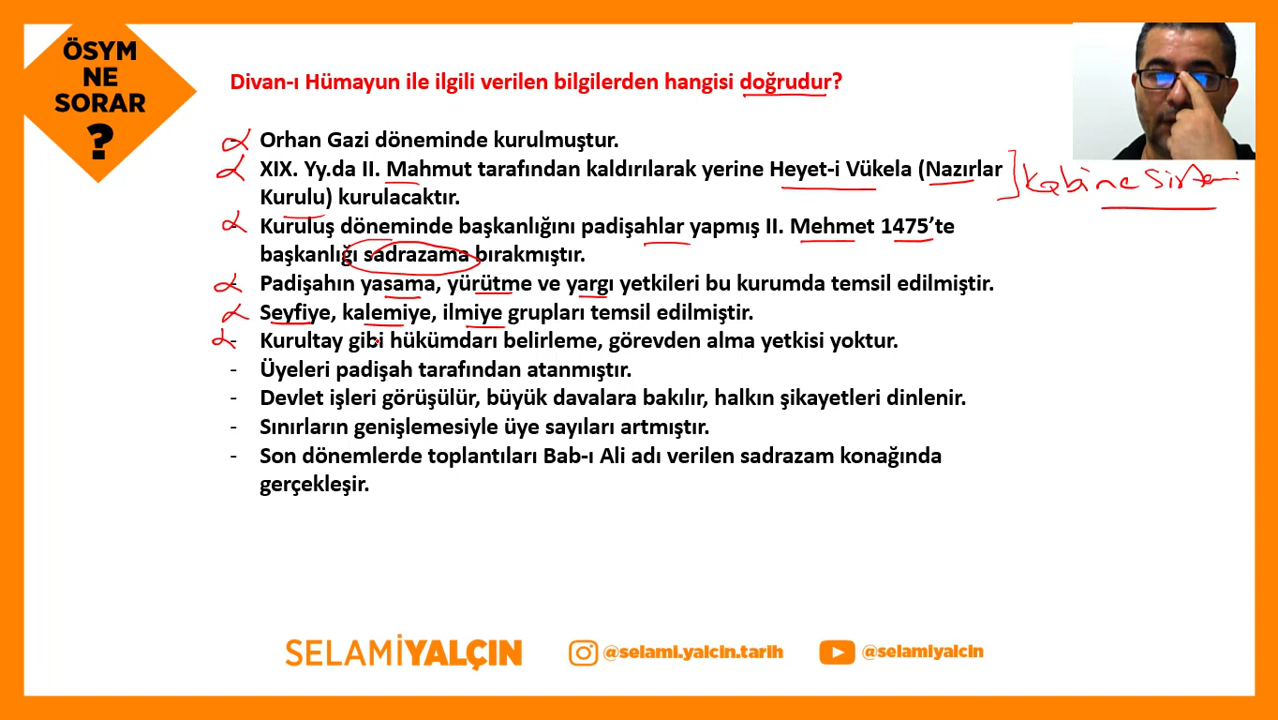 ÖSYM
NE
SORAR
?
Divan-ı Hümayun ile ilgili verilen bilgilerden hangisi doğrudur?
Orhan Gazi döneminde kurulmuştur.
XIX. Yy.da II. Mahmut tarafından kaldırılarak yerine Heyet-i Vükela (Nazırlar
Kurulu) kurulacaktır.
Kabine Sistemi
Kuruluş döneminde başkanlığını padişahlar yapmış II. Mehmet 1475’te
başkanlığı sadrazama bırakmıştır.
- Padişahın yasama, yürütme ve yargı yetkileri bu kurumda temsil edilmiştir.
Seyfiye, kalemiye, ilmiye grupları temsil edilmiştir.
- Kurultay gibi hükümdarı belirleme, görevden alma yetkisi yoktur.
- Üyeleri padişah tarafından atanmıştır.
- Devlet işleri görüşülür, büyük davalara bakılır, halkın şikayetleri dinlenir.
- Sınırların genişlemesiyle üye sayıları artmıştır.
- Son dönemlerde toplantıları Bab-ı Ali adı verilen sadrazam konağında
gerçekleşir.
SELAMİYALÇIN @selami.yalcin.tarih @selamiyalcin